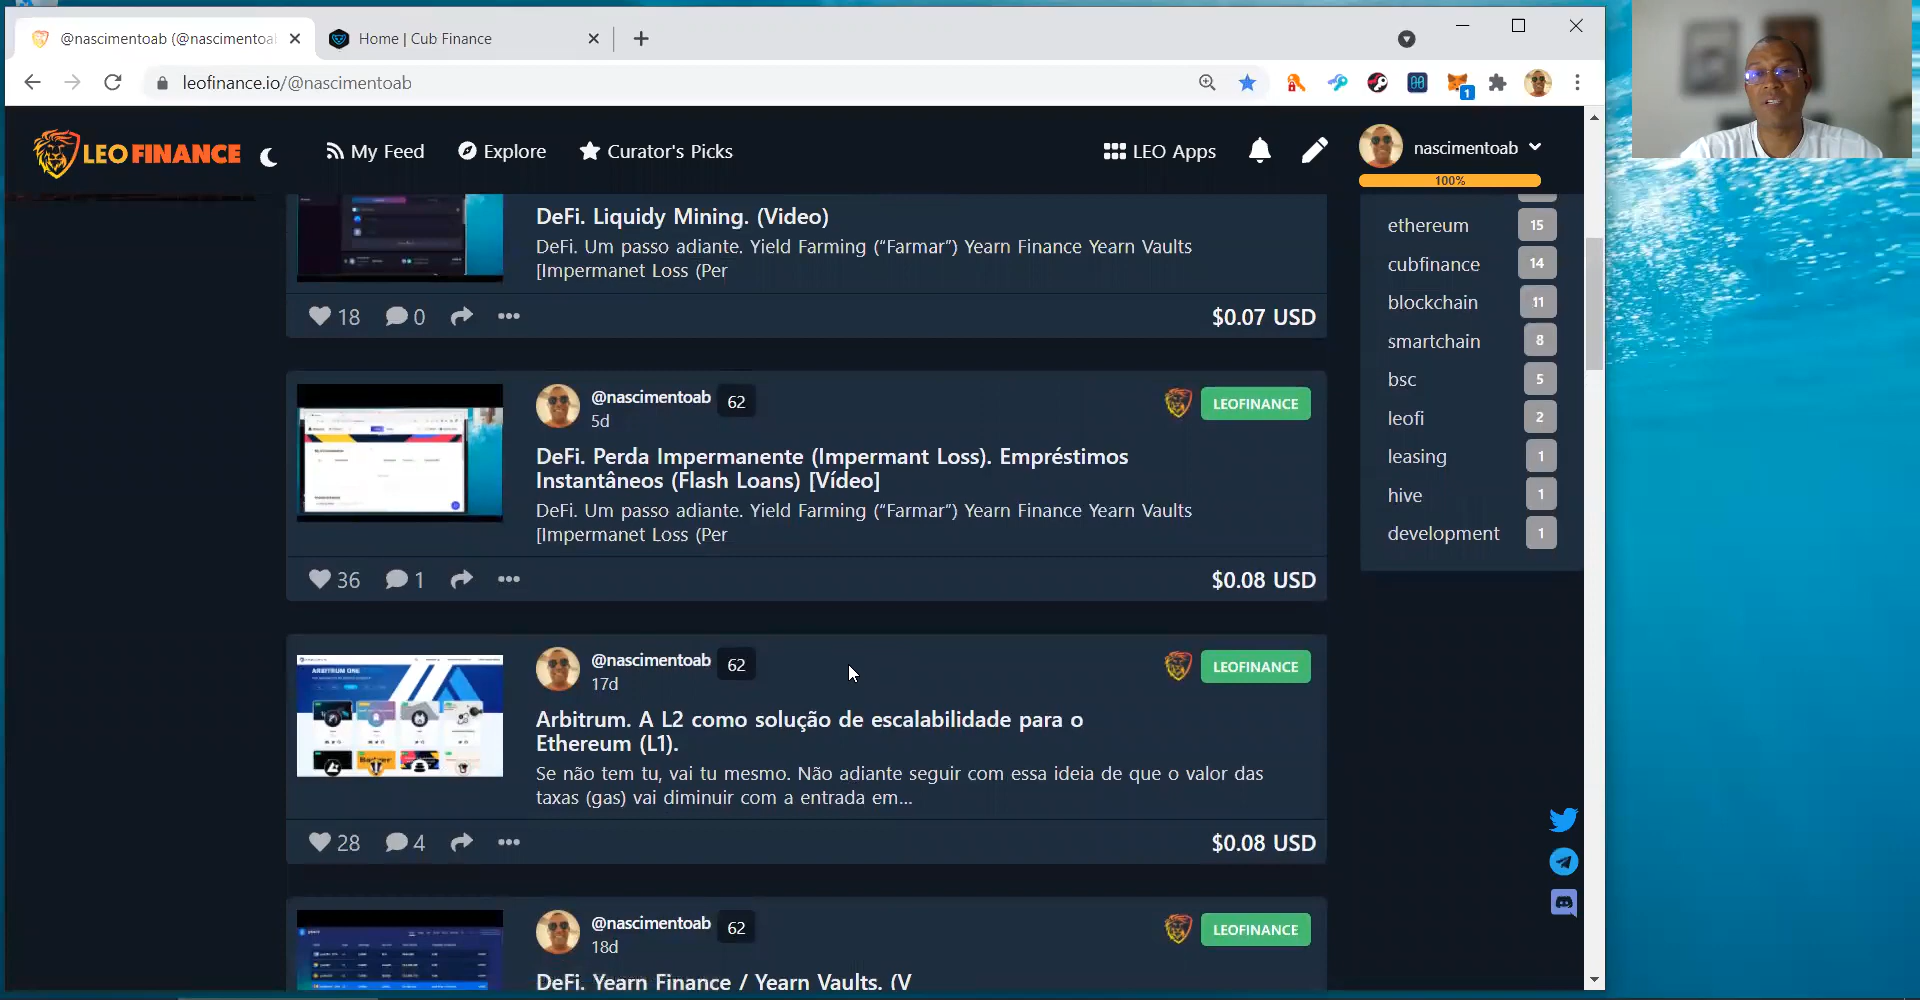 @nascimentoab (@nascimentoa
Home | Cub Finance
leofinance.io/@nascimentoab
1
LEOFINANCE
My Feed
Explore
Curator's Picks
LEO Apps
nascimentoab
100%
DeFi. Liquidy Mining. (Video)
DeFi. Um passo adiante. Yield Farming (“Farmar”) Yearn Finance Yearn Vaults
[Impermanet Loss (Per
18
0
$0.07 USD
@nascimentoab 62
5d
LEOFINANCE
DeFi. Perda Impermanente (Impermant Loss). Empréstimos
Instantâneos (Flash Loans) [Vídeo]
DeFi. Um passo adiante. Yield Farming (“Farmar”) Yearn Finance Yearn Vaults
[Impermanet Loss (Per
36
1
$0.08 USD
@nascimentoab 62
17d
LEOFINANCE
ARBITRUM ONE
Arbitrum. A L2 como solução de escalabilidade para o
Ethereum (L1).
Se não tem tu, vai tu mesmo. Não adiante seguir com essa ideia de que o valor das
taxas (gas) vai diminuir com a entrada em...
28
4
$0.08 USD
@nascimentoab 62
18d
LEOFINANCE
DeFi. Yearn Finance / Yearn Vaults. (V
ethereum 15
cubfinance 14
blockchain 11
smartchain 8
bsc 5
leofi 2
leasing 1
hive 1
development 1